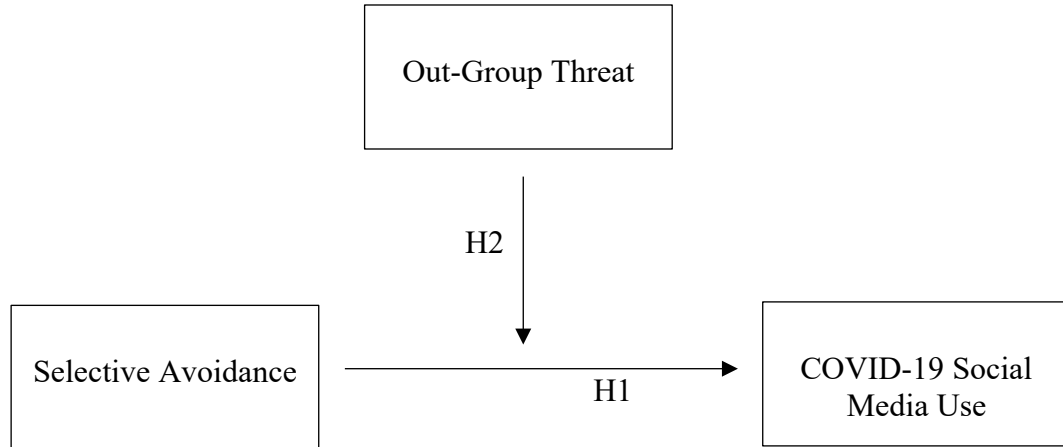 Out-Group Threat
H2
Selective Avoidance
H1
COVID-19 Social
Media Use